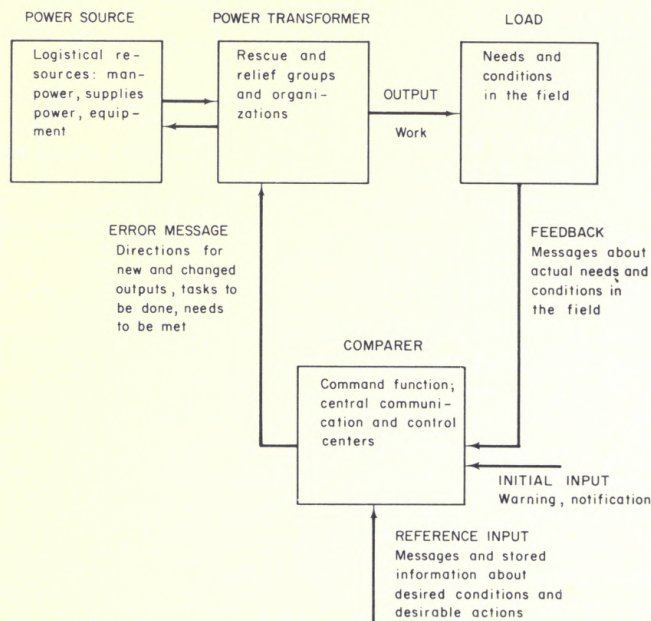 POWER SOURCE
Logistical re-
sources: man-
power, supplies
power, equip-
ment
POWER TRANSFORMER
Rescue and
relief groups
and organi-
zations
OUTPUT
Work
LOAD
Needs and
conditions
in the field
ERROR MESSAGE
Directions for
new and changed
outputs, tasks to
be done, needs
to be met
FEEDBACK
Messages about
actual needs and
conditions in
the field
COMPARER
Command function;
central communi-
cation and control
centers
INITIAL INPUT
Warning, notification
REFERENCE INPUT
Messages and stored
information about
desired conditions and
desirable actions